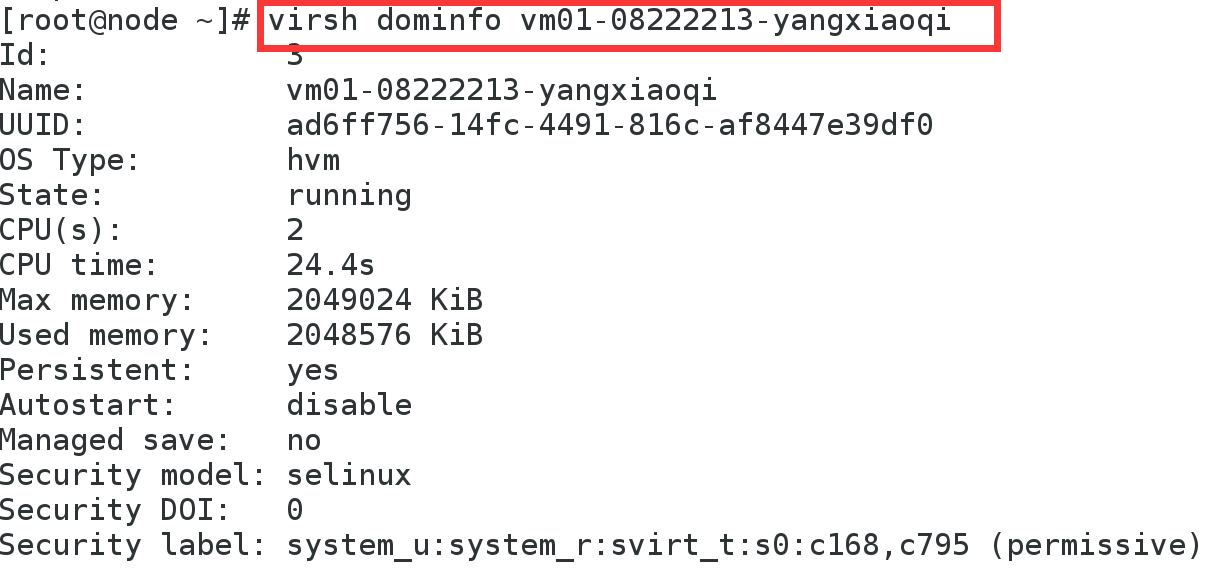 [root@node ~]# virsh dominfo vm01-08222213-yangxiaoqi
Id:             3
Name:           vm01-08222213-yangxiaoqi
UUID:           ad6ff756-14fc-4491-816c-af8447e39df0
OS Type:        hvm
State:          running
CPU(s):         2
CPU time:       24.4s
Max memory:     2049024 KiB
Used memory:    2048576 KiB
Persistent:     yes
Autostart:      disable
Managed save:   no
Security model: selinux
Security DOI:   0
Security label: system_u:system_r:svirt_t:s0:c168,c795 (permissive)